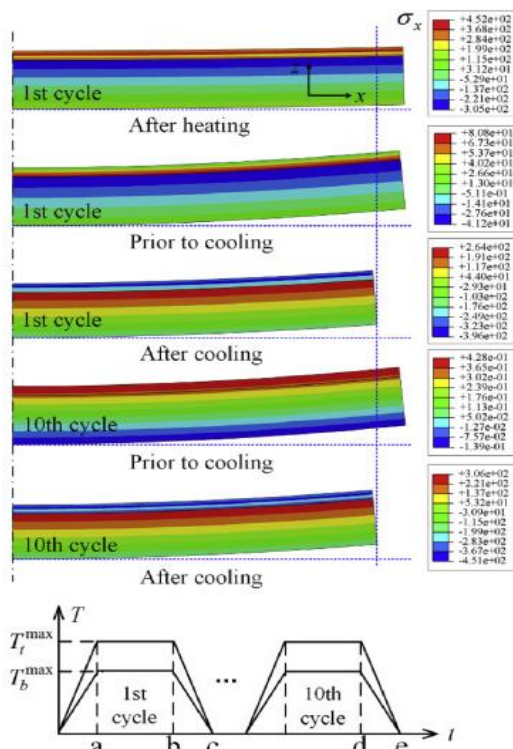 σx
+4.52e+02
+3.68e+02
+2.84e+02
+1.99e+02
+1.15e+02
+3.12e+01
-5.29e+01
-1.37e+02
-2.21e+02
-3.05e+02
z
x
1st cycle
After heating
+8.08e+01
+6.73e+01
+5.37e+01
+4.02e+01
+2.66e+01
+1.30e+01
-5.11e-01
-1.41e+01
-2.76e+01
-4.12e+01
1st cycle
Prior to cooling
+2.64e+02
+1.91e+02
+1.17e+02
+4.40e+01
-2.93e+01
-1.03e+02
-1.76e+02
-2.49e+02
-3.23e+02
-3.96e+02
1st cycle
After cooling
+4.28e-01
+3.65e-01
+3.02e-01
+2.39e-01
+1.76e-01
+1.13e-01
+5.02e-02
-1.27e-02
-7.57e-02
-1.39e-01
10th cycle
Prior to cooling
+3.06e+02
+2.21e+02
+1.37e+02
+5.32e+01
-3.09e+01
-1.15e+02
-1.99e+02
-2.83e+02
-3.67e+02
-4.51e+02
10th cycle
After cooling
T
Tt max
Tb max
1st
cycle
...
10th
cycle
a b c d e t